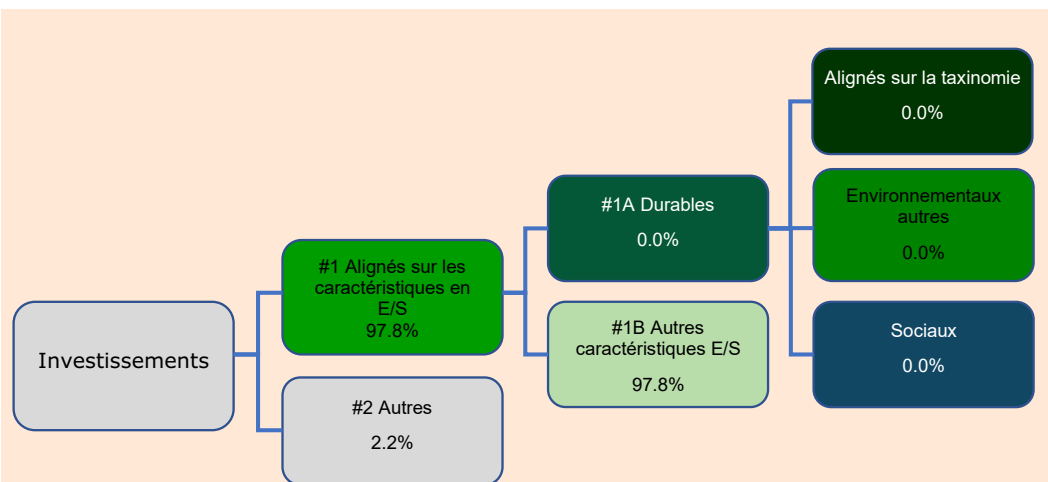 Investissements
#1 Alignés sur les
caractéristiques en
E/S
97.8%
#2 Autres
2.2%
#1A Durables
0.0%
#1B Autres
caractéristiques E/S
97.8%
Alignés sur la taxinomie
0.0%
Environnementaux
autres
0.0%
Sociaux
0.0%